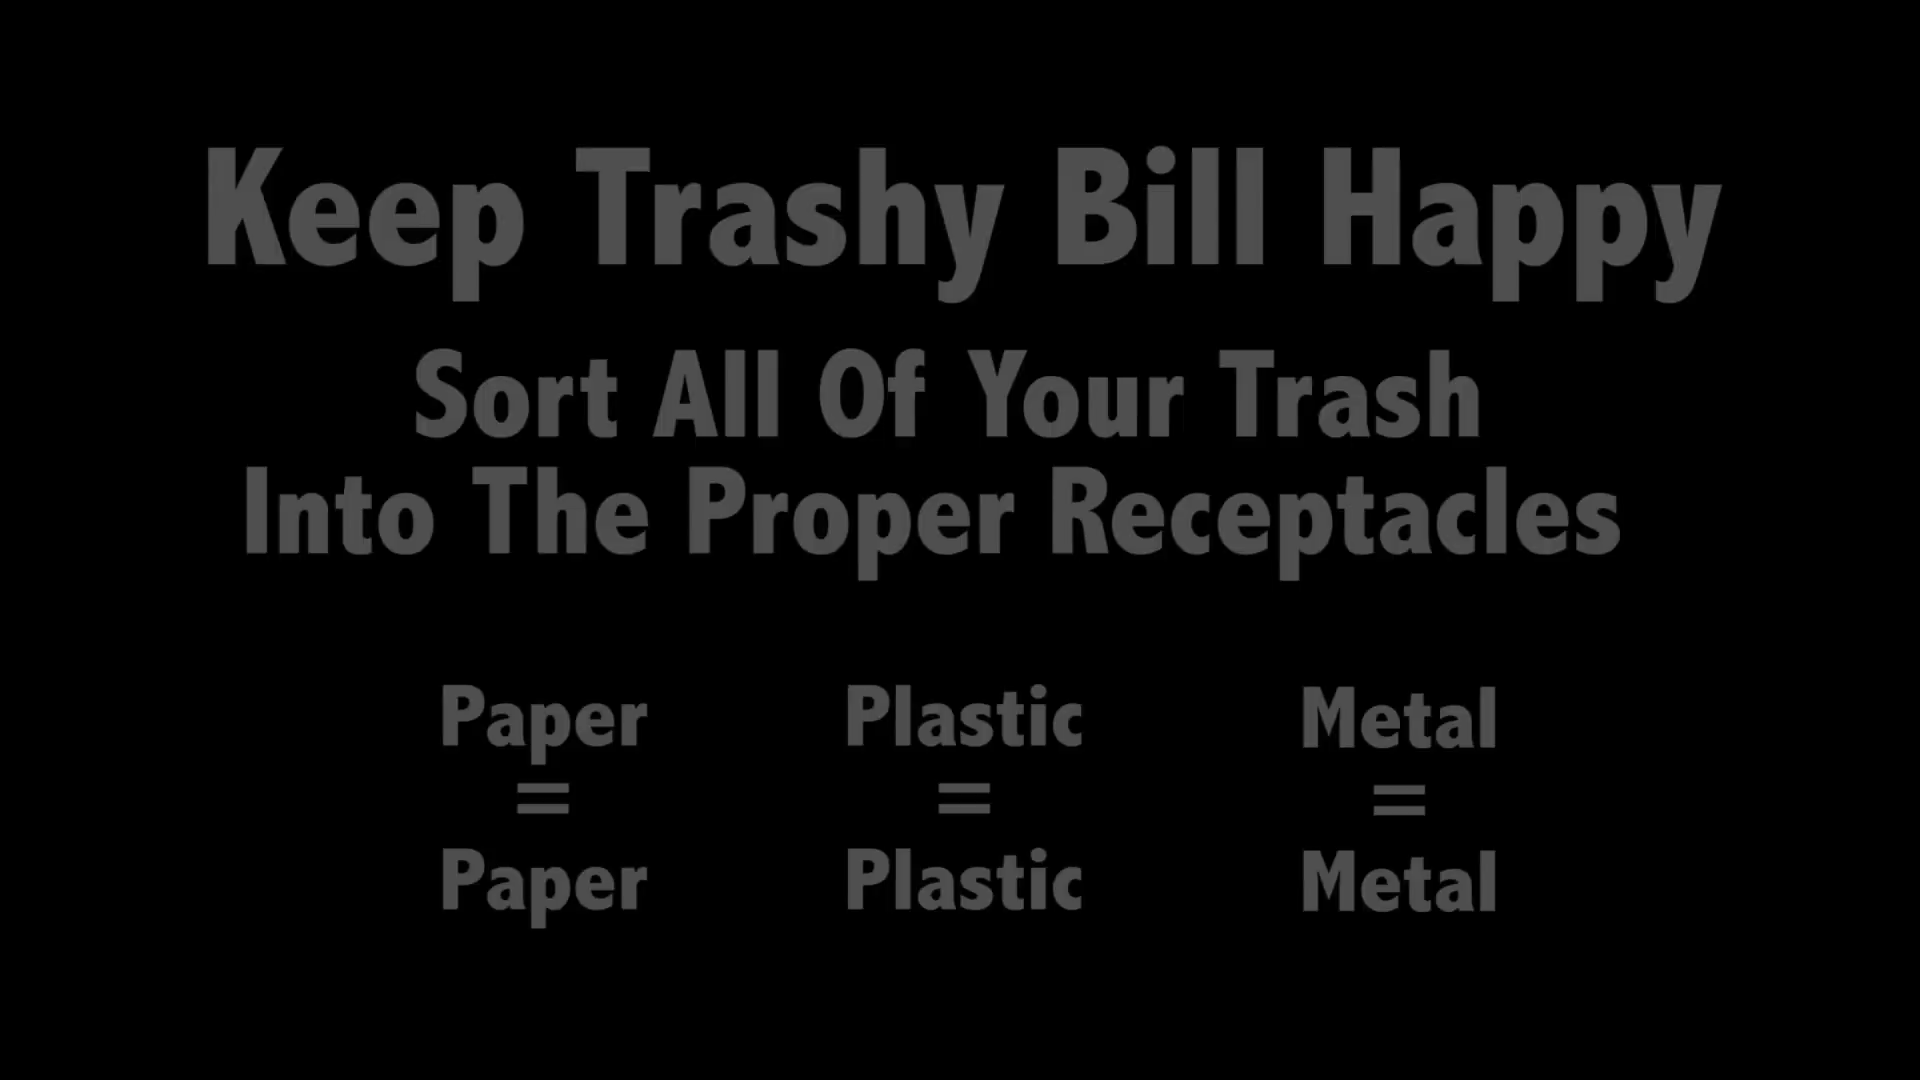 Keep Trashy Bill Happy
Sort All Of Your Trash
Into The Proper Receptacles
Paper Plastic Metal
= = =
Paper Plastic Metal